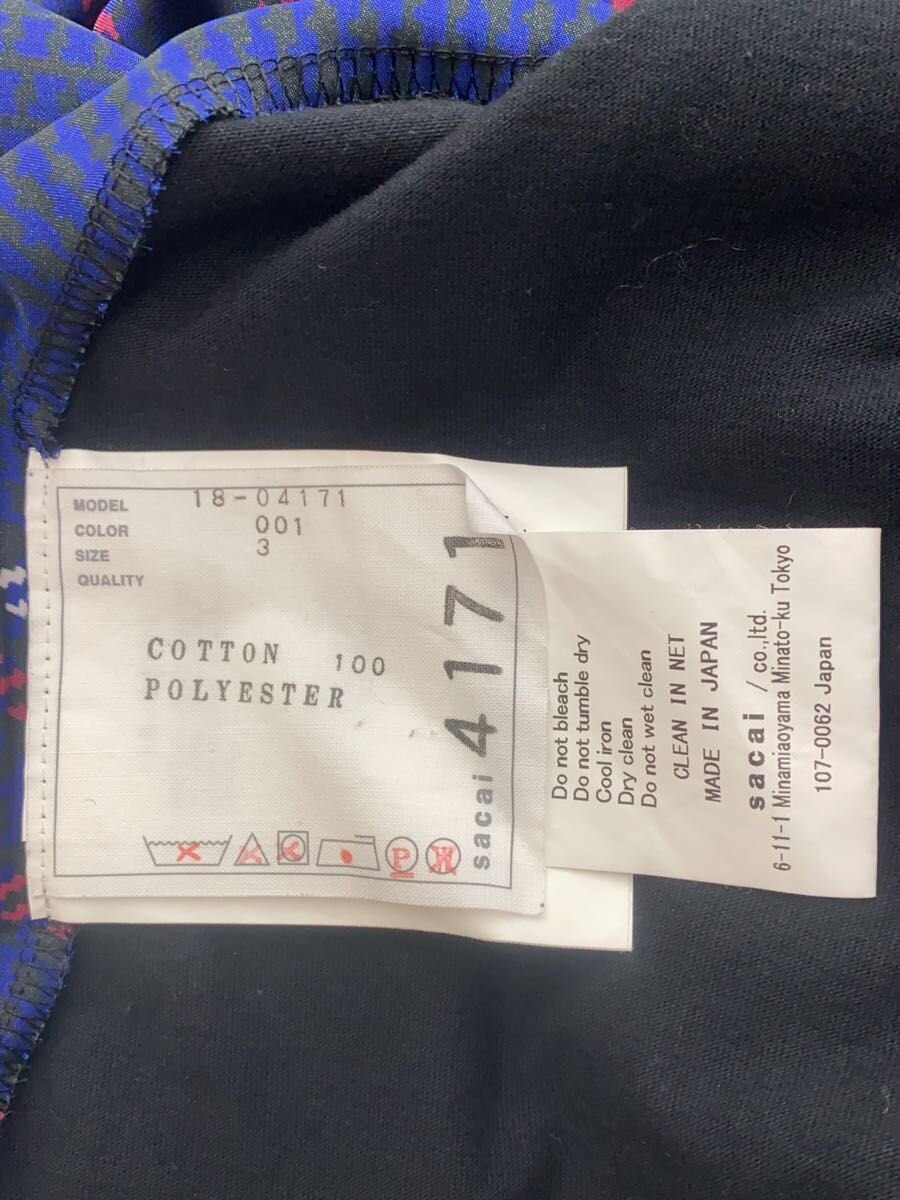 MODEL 18-04171
COLOR 001
SIZE 3
QUALITY
COTTON 100
POLYESTER
P
sacai 4171
Do not bleach
Do not tumble dry
Cool iron
Dry clean
Do not wet clean
CLEAN IN NET
MADE IN JAPAN
sacai / co.,ltd.
6-11-1 Minamiaoyama Minato-ku Tokyo
107-0062 Japan